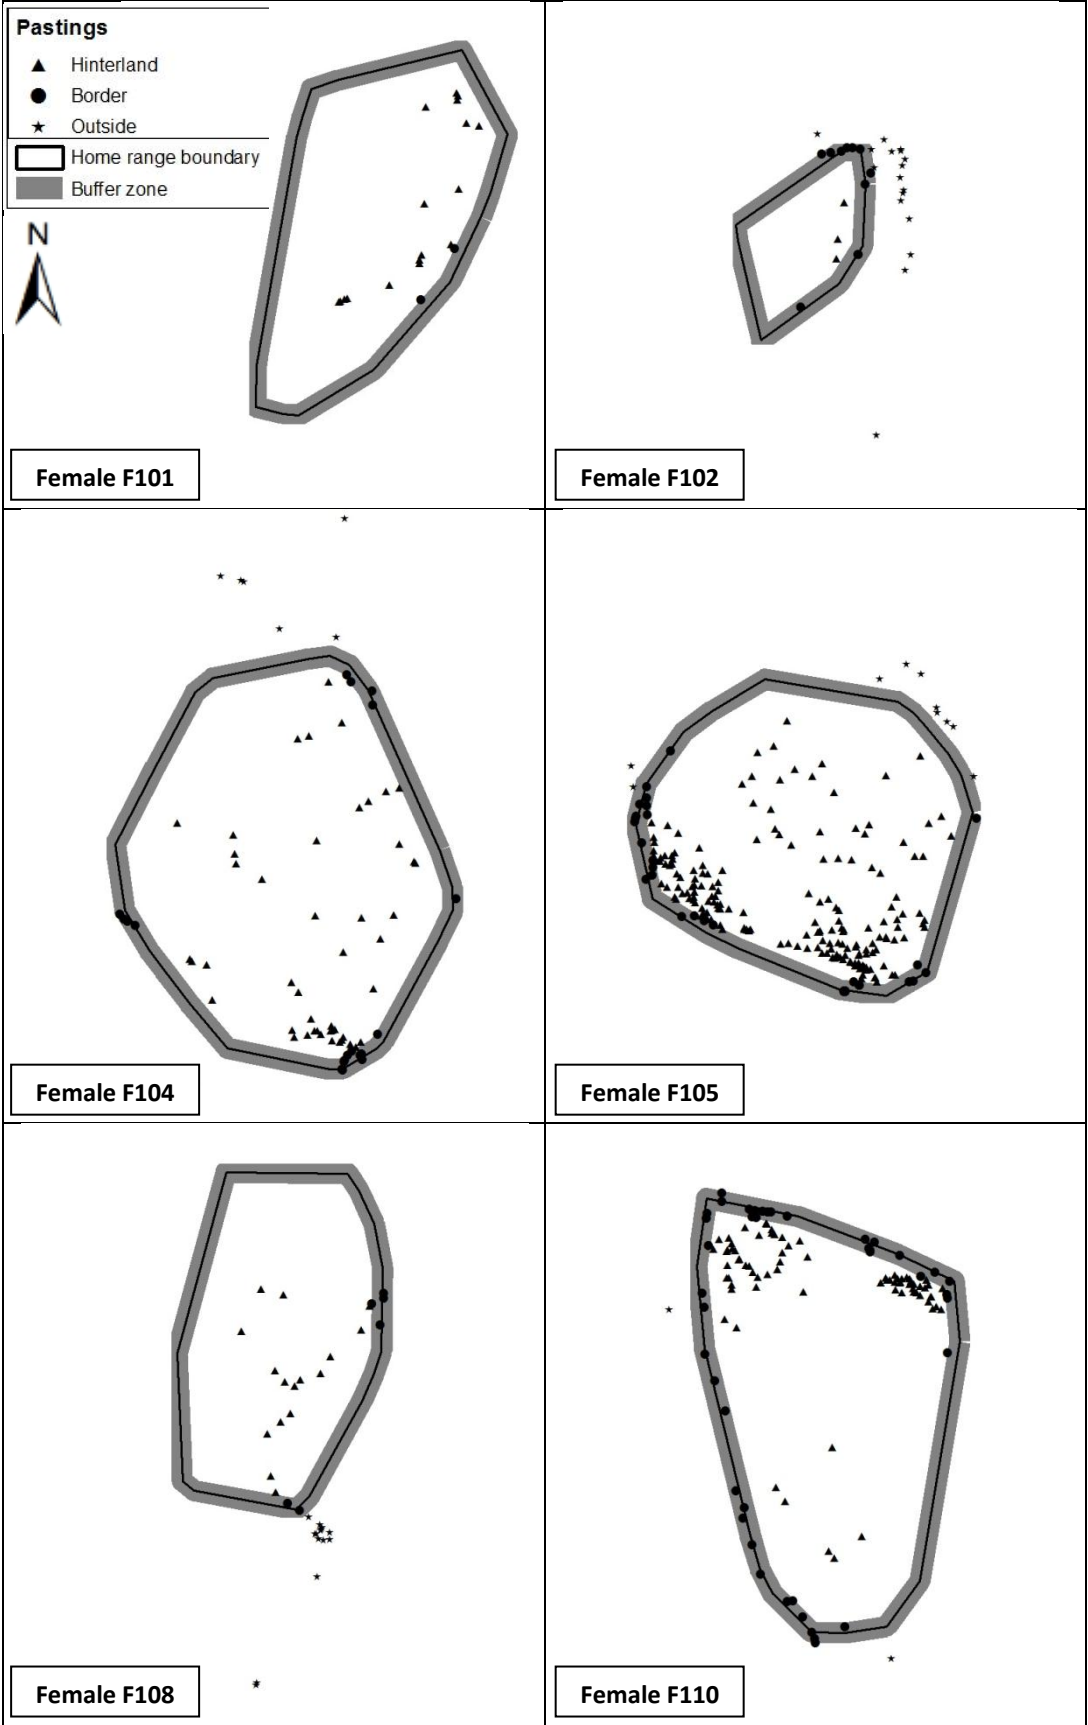 Pastings
Hinterland
Border
Outside
Home range boundary
Buffer zone
N
Female F101
Female F102
Female F104
Female F105
Female F108
Female F110